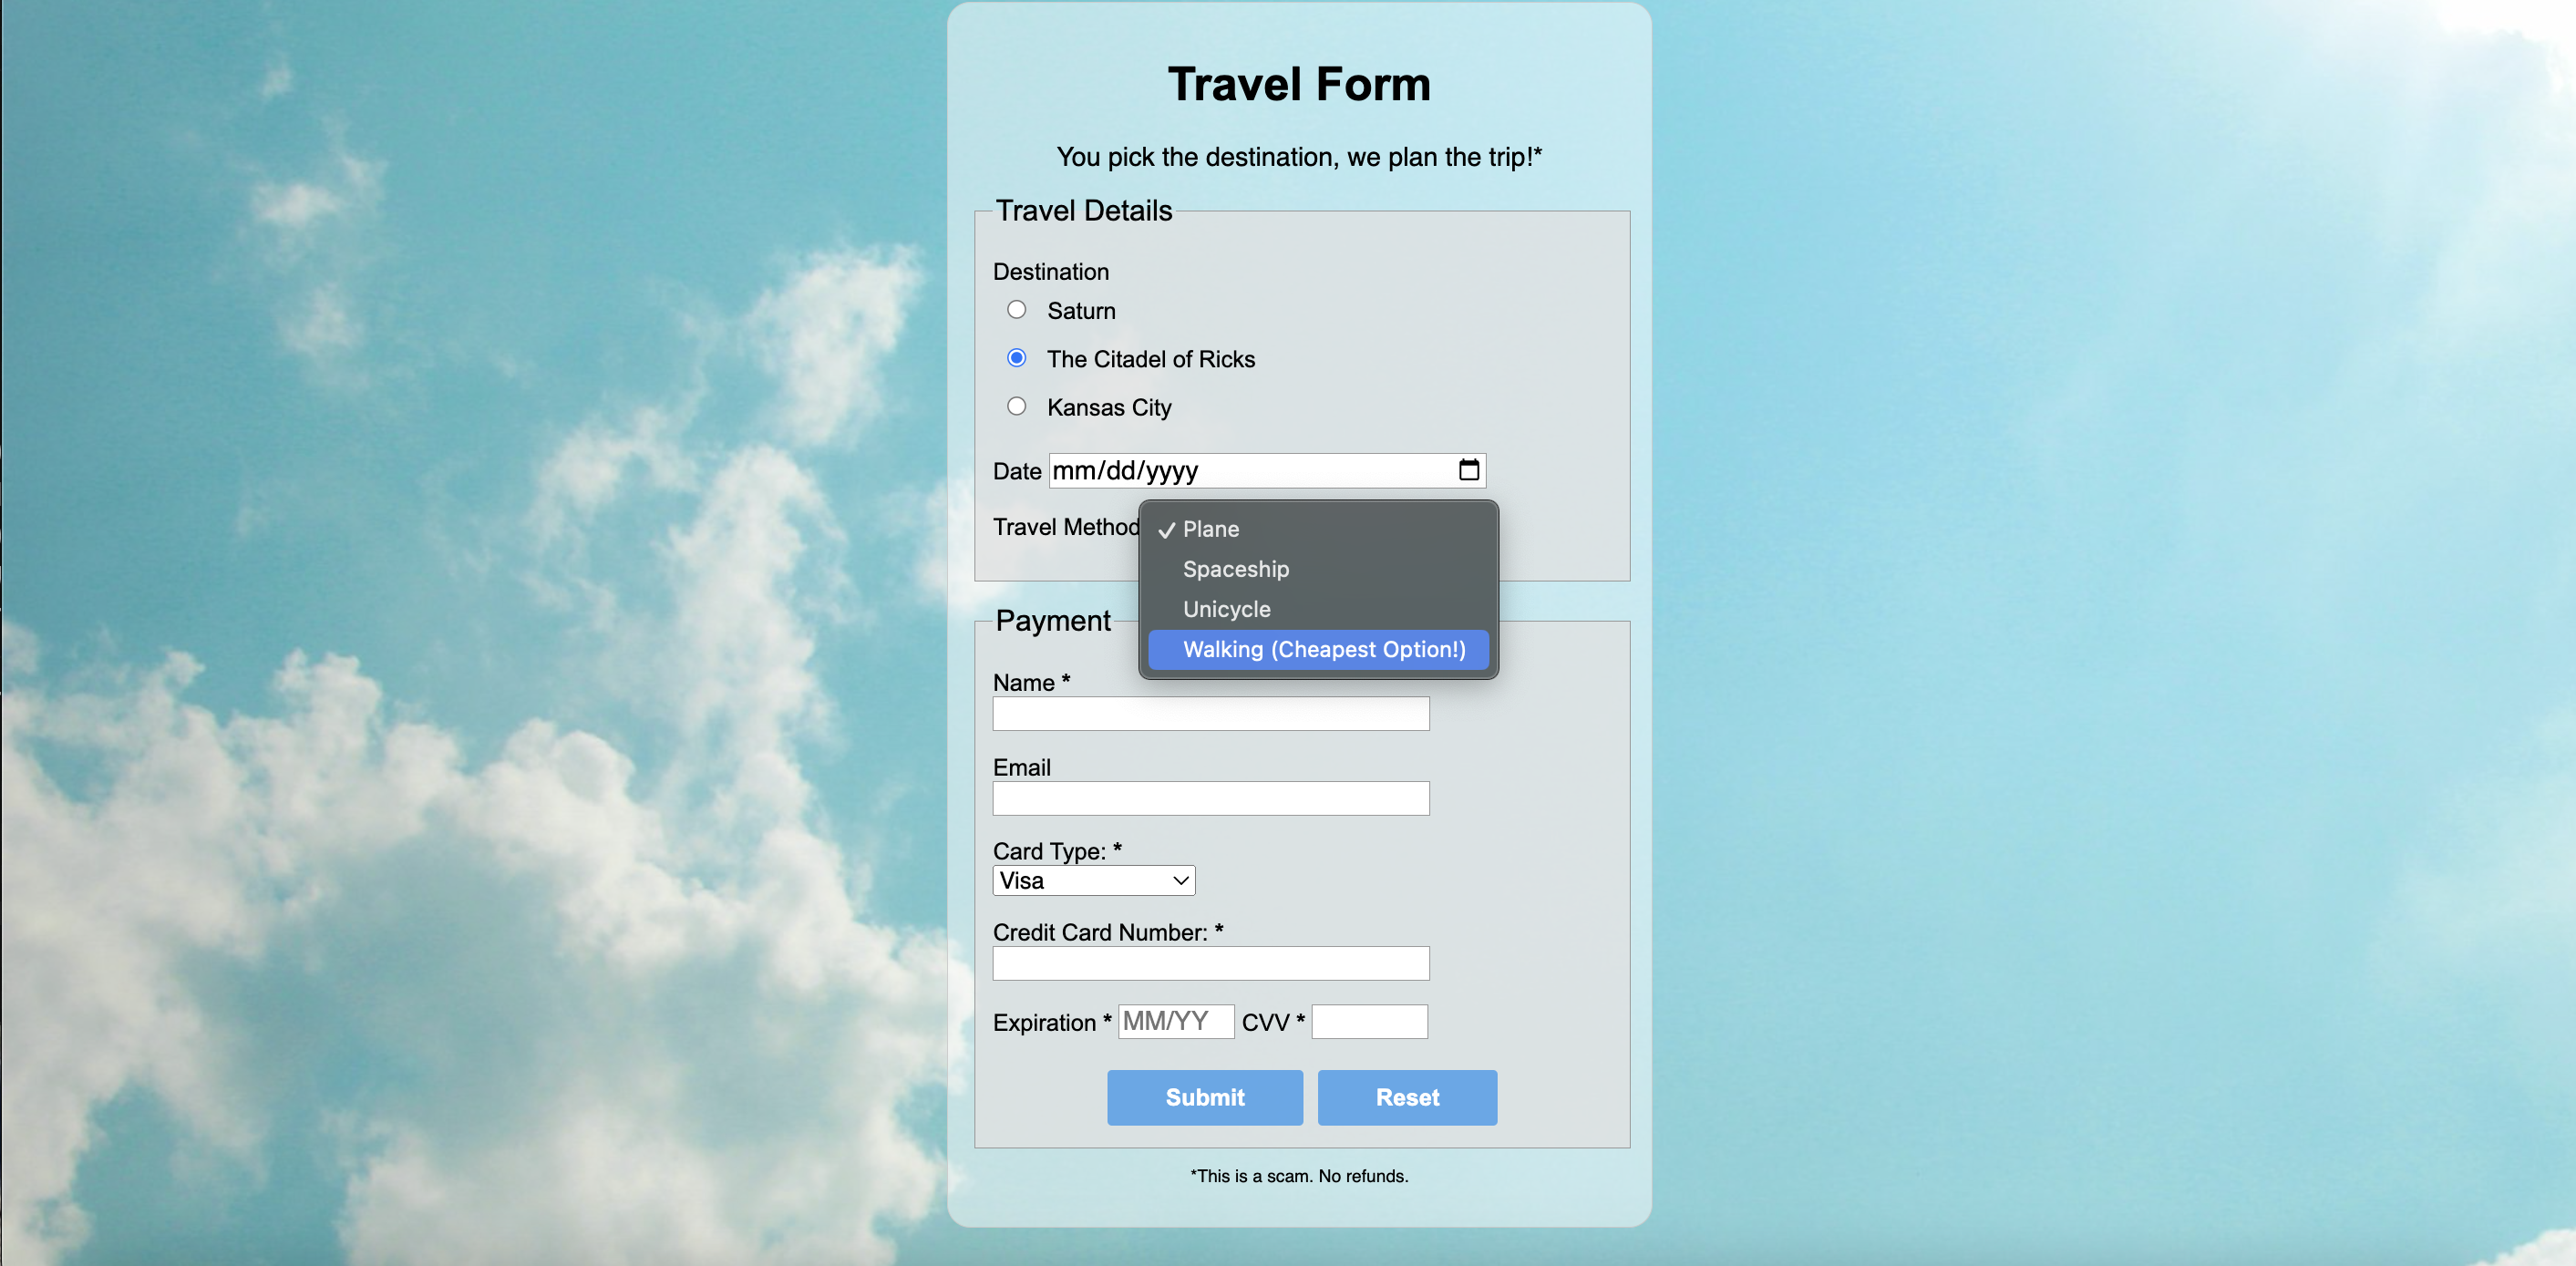 Travel Form
You pick the destination, we plan the trip!*
Travel Details
Destination
Saturn
The Citadel of Ricks
Kansas City
Date mm/dd/yyyy
Travel Method
✓ Plane
Spaceship
Unicycle
Walking (Cheapest Option!)
Payment
Name *
Email
Card Type: *
Visa
Credit Card Number: *
Expiration * MM/YY CVV *
Submit Reset
*This is a scam. No refunds.